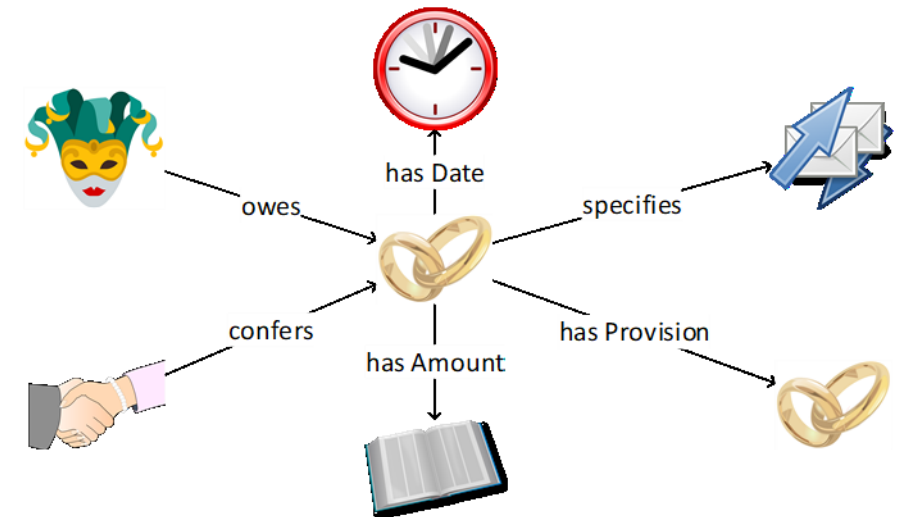 has Date
owes
specifies
confers
has Provision
has Amount